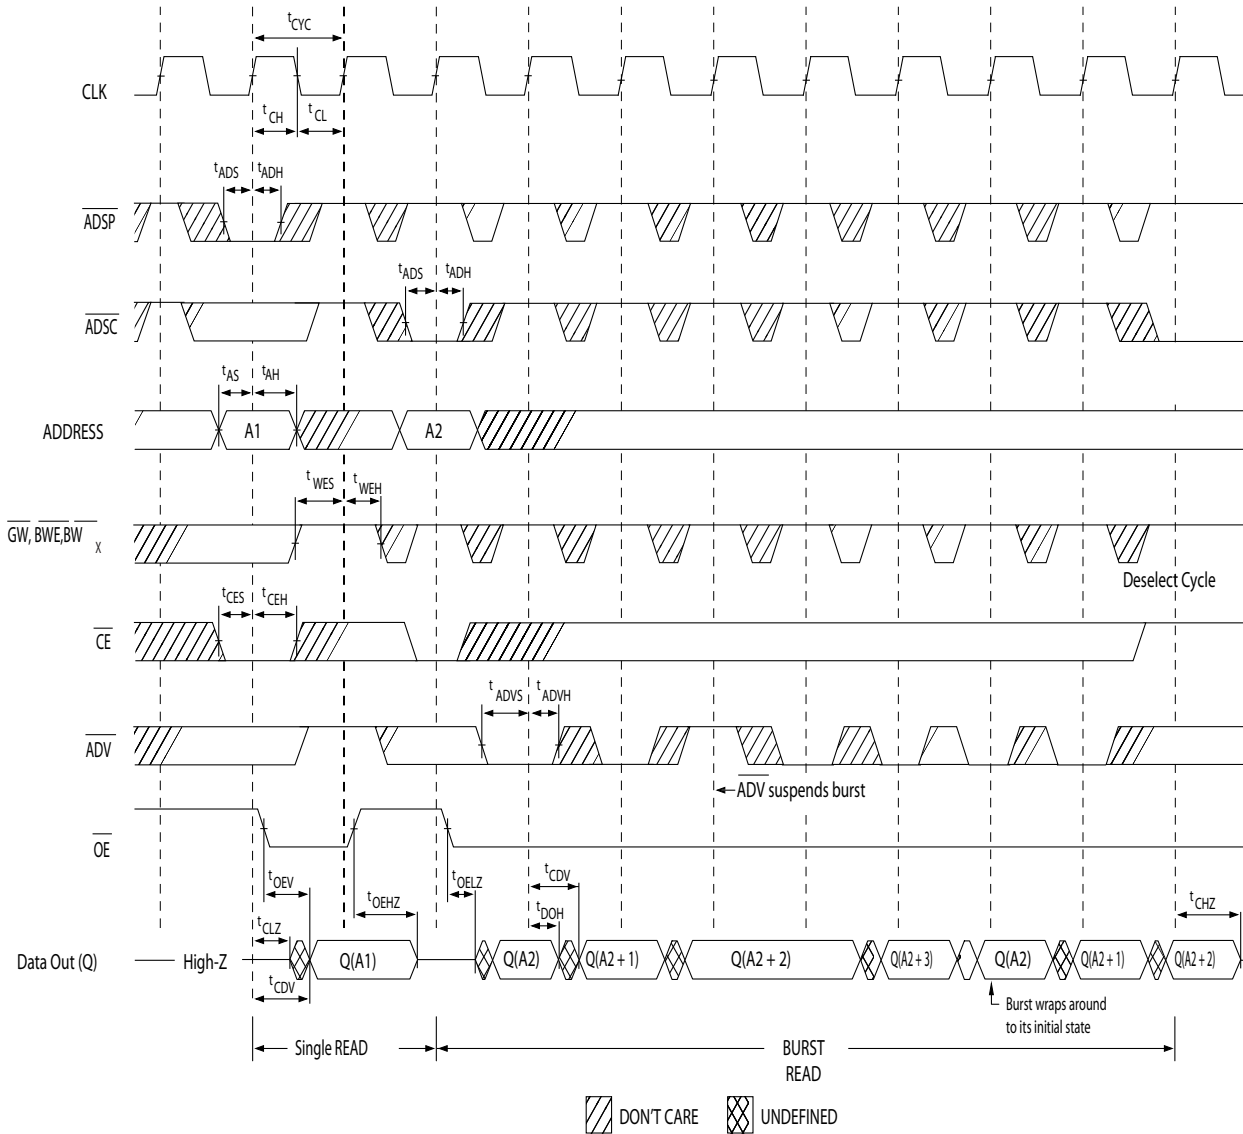 tCYC
CLK
tCH
tCL
tADS
tADH
ADSP
tADS
tADH
ADSC
tAS
tAH
ADDRESS
A1
A2
tWES
tWEH
GW, BWE,BW X
Deselect Cycle
tCES
tCEH
CE
tADVS
tADVH
ADV
ADV suspends burst
OE
tOEV
tOEHZ
tOELZ
tCDV
tDOH
tCHZ
tCLZ
Data Out (Q)
High-Z
Q(A1)
Q(A2)
Q(A2 + 1)
Q(A2 + 2)
Q(A2 + 3)
Q(A2)
Q(A2 + 1)
Q(A2 + 2)
tCDV
Burst wraps around
to its initial state
Single READ
BURST
READ
DON'T CARE
UNDEFINED